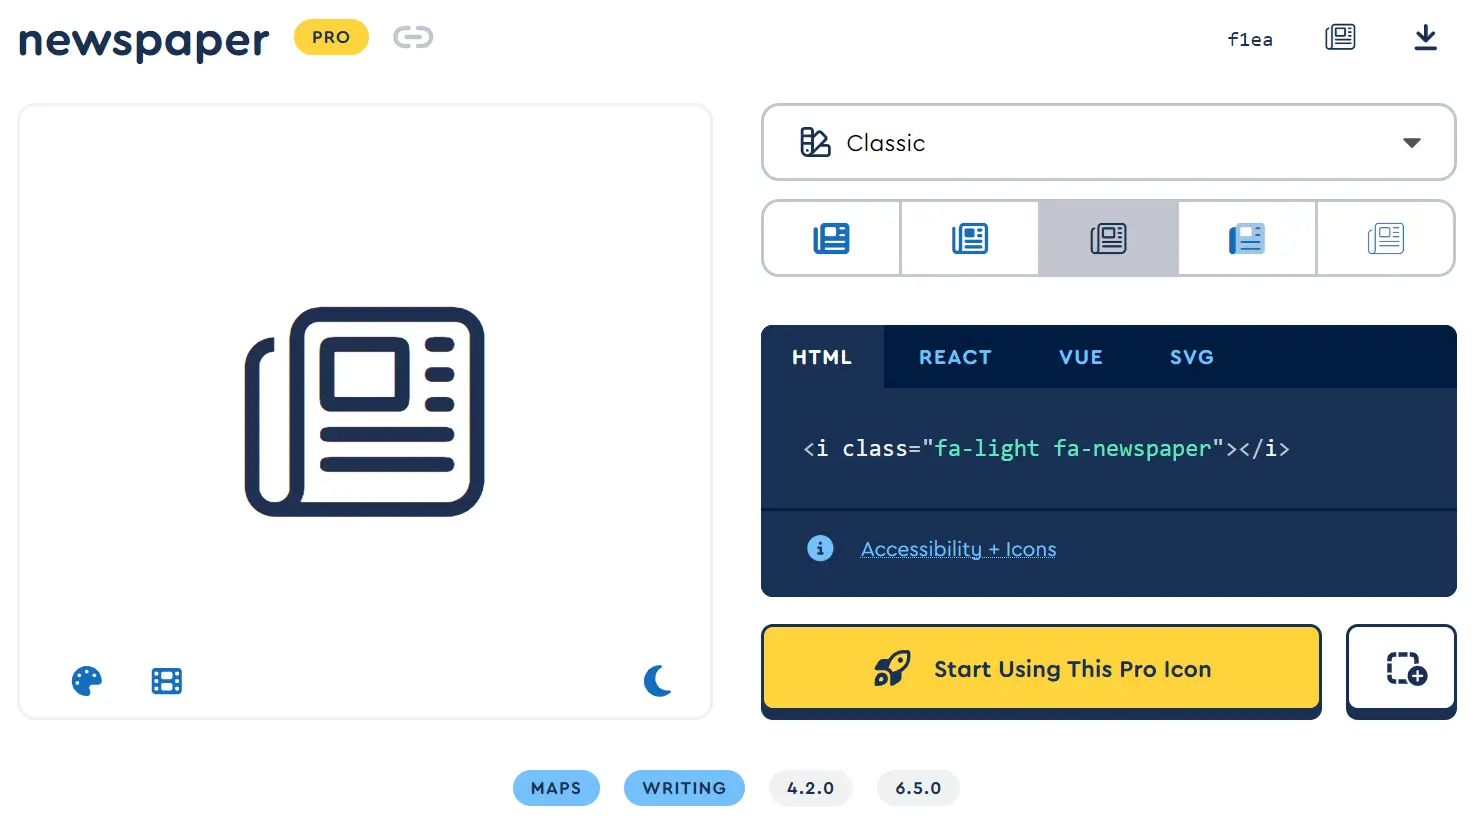 newspaper PRO f1ea
Classic
HTML REACT VUE SVG
<i class="fa-light fa-newspaper"></i>
Accessibility + Icons
Start Using This Pro Icon
MAPS WRITING 4.2.0 6.5.0